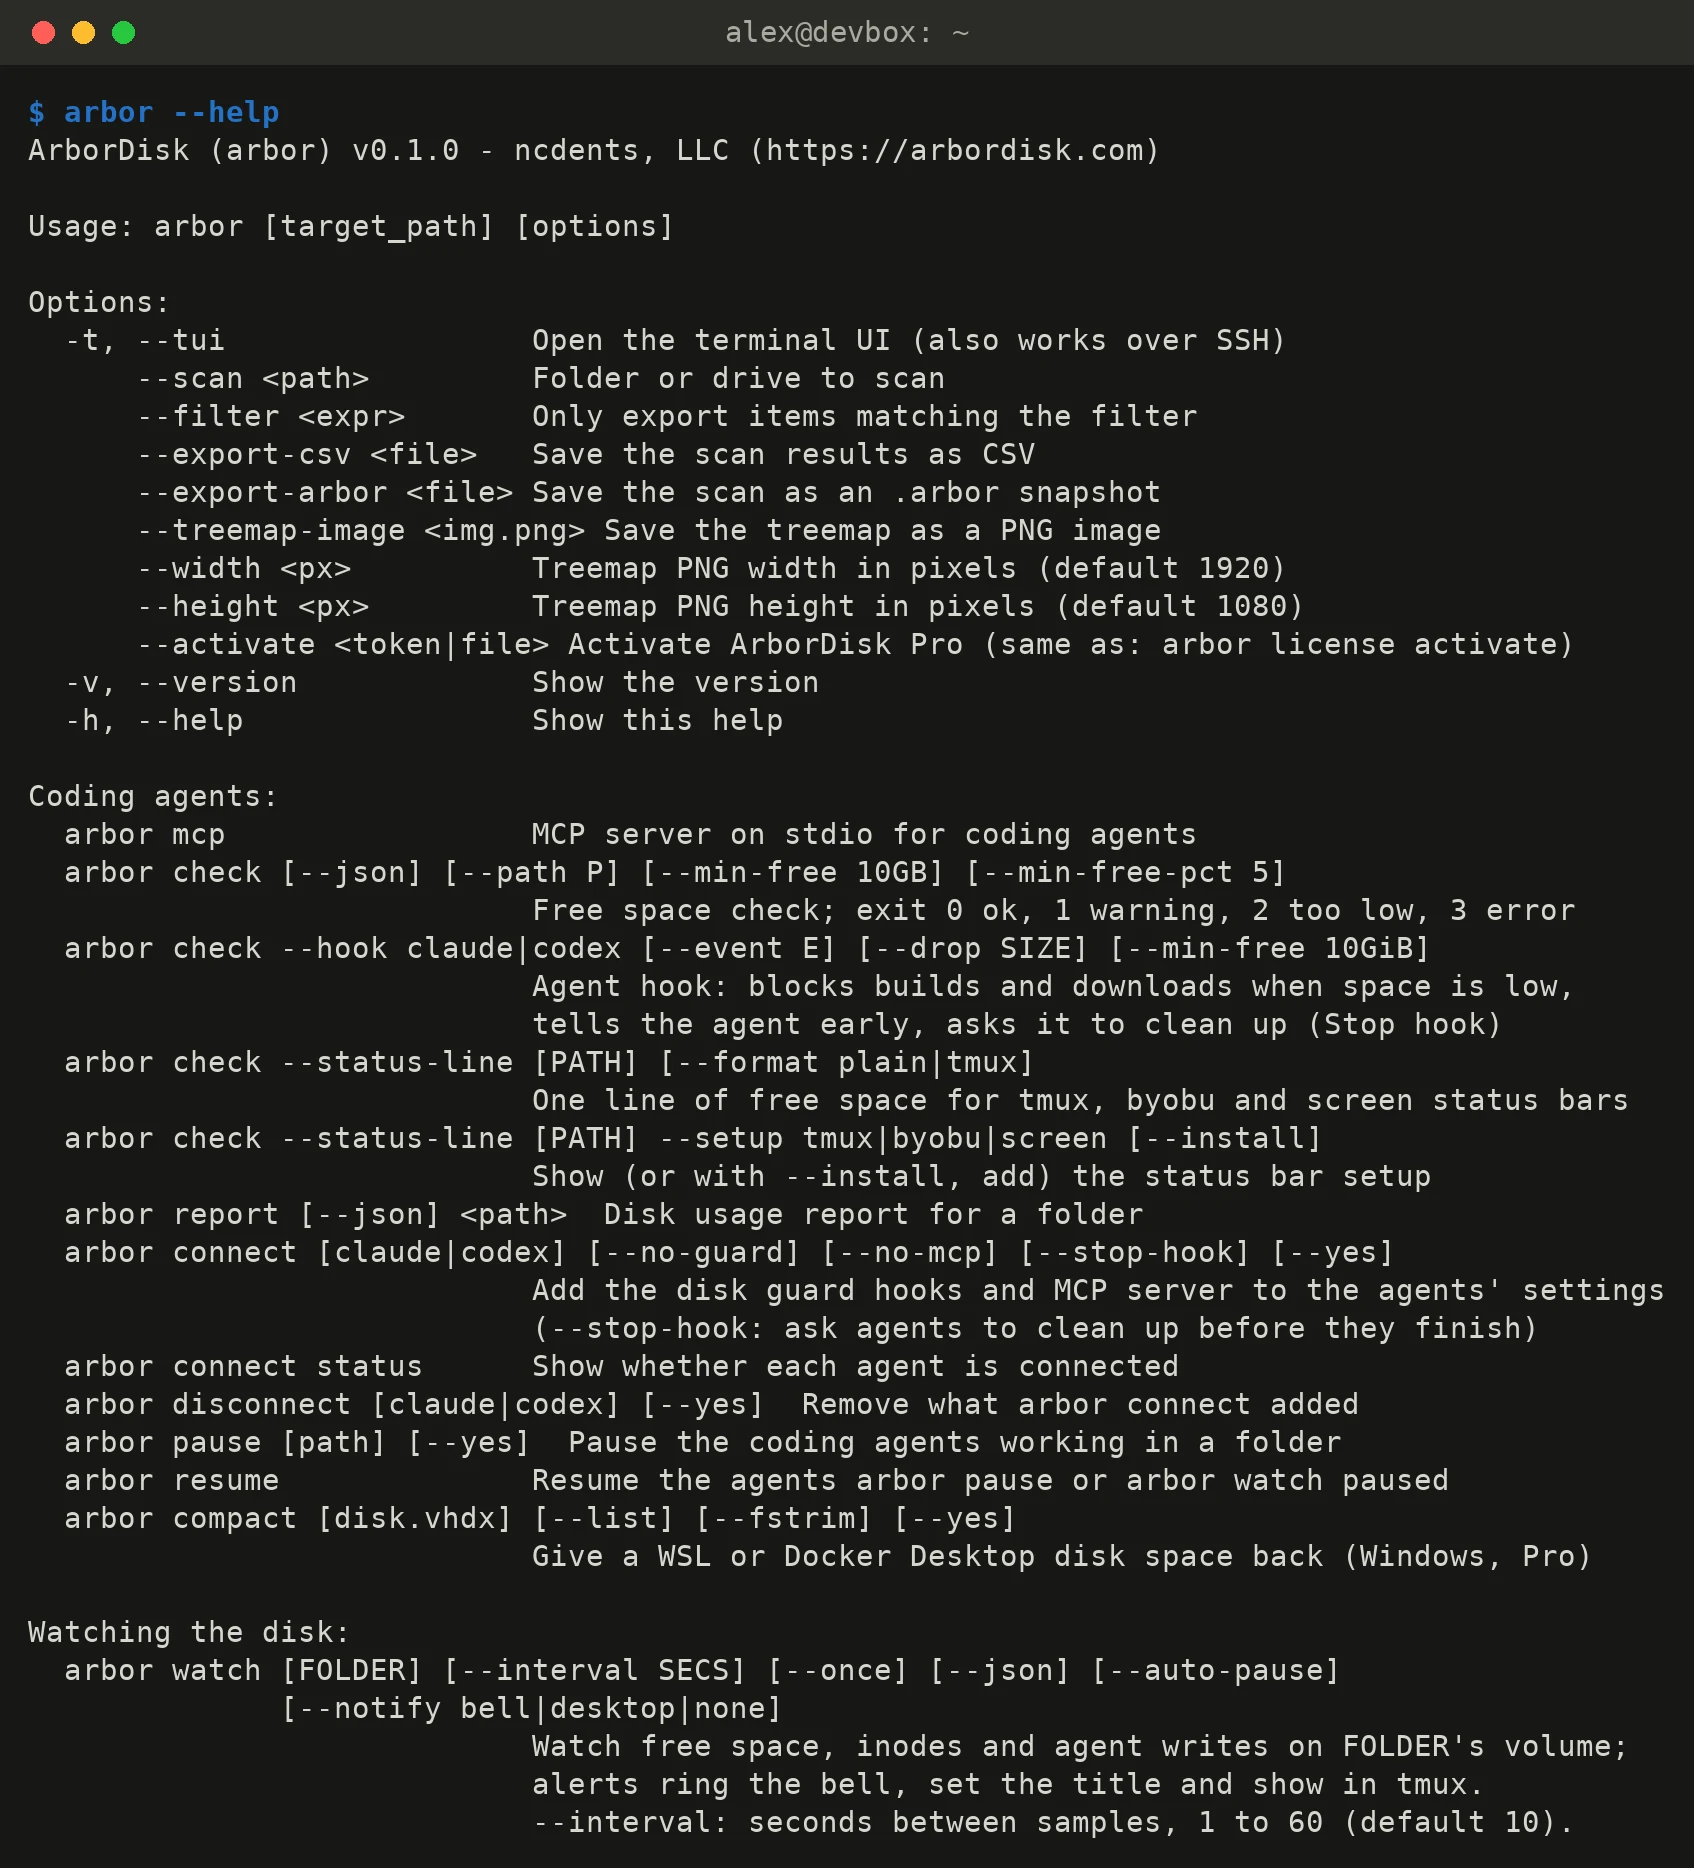 alex@devbox: ~
$ arbor --help
ArborDisk (arbor) v0.1.0 - ncdents, LLC (https://arbordisk.com)

Usage: arbor [target_path] [options]

Options:
  -t, --tui                 Open the terminal UI (also works over SSH)
      --scan <path>         Folder or drive to scan
      --filter <expr>       Only export items matching the filter
      --export-csv <file>   Save the scan results as CSV
      --export-arbor <file> Save the scan as an .arbor snapshot
      --treemap-image <img.png> Save the treemap as a PNG image
      --width <px>          Treemap PNG width in pixels (default 1920)
      --height <px>         Treemap PNG height in pixels (default 1080)
      --activate <token|file> Activate ArborDisk Pro (same as: arbor license activate)
  -v, --version             Show the version
  -h, --help                Show this help

Coding agents:
  arbor mcp                 MCP server on stdio for coding agents
  arbor check [--json] [--path P] [--min-free 10GB] [--min-free-pct 5]
                            Free space check; exit 0 ok, 1 warning, 2 too low, 3 error
  arbor check --hook claude|codex [--event E] [--drop SIZE] [--min-free 10GiB]
                            Agent hook: blocks builds and downloads when space is low,
                            tells the agent early, asks it to clean up (Stop hook)
  arbor check --status-line [PATH] [--format plain|tmux]
                            One line of free space for tmux, byobu and screen status bars
  arbor check --status-line [PATH] --setup tmux|byobu|screen [--install]
                            Show (or with --install, add) the status bar setup
  arbor report [--json] <path>  Disk usage report for a folder
  arbor connect [claude|codex] [--no-guard] [--no-mcp] [--stop-hook] [--yes]
                            Add the disk guard hooks and MCP server to the agents' settings
                            (--stop-hook: ask agents to clean up before they finish)
  arbor connect status      Show whether each agent is connected
  arbor disconnect [claude|codex] [--yes]  Remove what arbor connect added
  arbor pause [path] [--yes]  Pause the coding agents working in a folder
  arbor resume              Resume the agents arbor pause or arbor watch paused
  arbor compact [disk.vhdx] [--list] [--fstrim] [--yes]
                            Give a WSL or Docker Desktop disk space back (Windows, Pro)

Watching the disk:
  arbor watch [FOLDER] [--interval SECS] [--once] [--json] [--auto-pause]
              [--notify bell|desktop|none]
                            Watch free space, inodes and agent writes on FOLDER's volume;
                            alerts ring the bell, set the title and show in tmux.
                            --interval: seconds between samples, 1 to 60 (default 10).